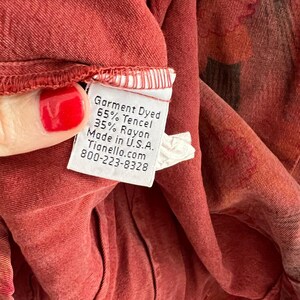 Garment Dyed
65% Tencel
35% Rayon
Made in U.S.A.
Tianello.com
800-223-8328